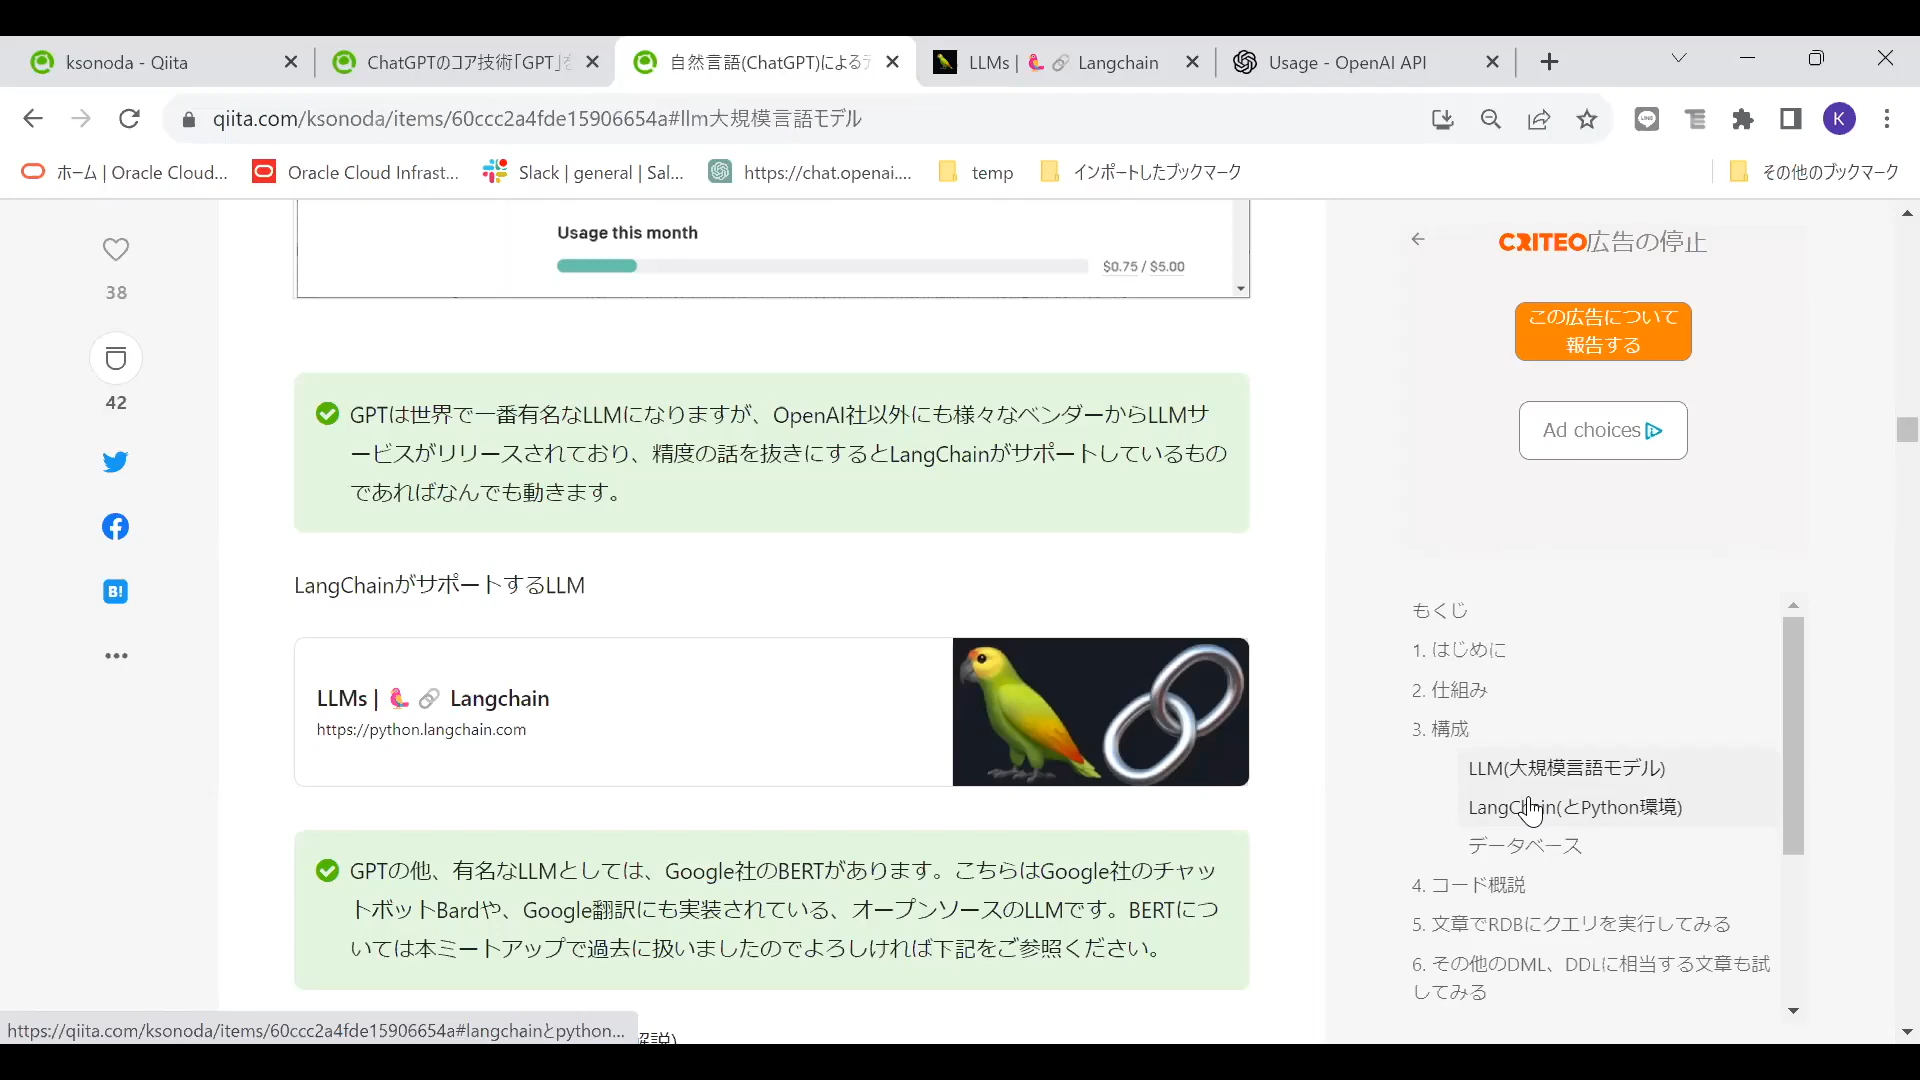 ksonoda - Qiita
ChatGPTのコア技術「GPT」を
自然言語(ChatGPT)によるデ
LLMs | 🦜🔗 Langchain
Usage - OpenAI API
qiita.com/ksonoda/items/60ccc2a4fde15906654a#llm大規模言語モデル
K
ホーム | Oracle Cloud...
Oracle Cloud Infrast...
Slack | general | Sal...
https://chat.openai....
temp
インポートしたブックマーク
その他のブックマーク
38
42
B!
Usage this month
$0.75 / $5.00
GPTは世界で一番有名なLLMになりますが、OpenAI社以外にも様々なベンダーからLLMサ
ービスがリリースされており、精度の話を抜きにするとLangChainがサポートしているもの
であればなんでも動きます。
LangChainがサポートするLLM
LLMs | 🦜🔗 Langchain
https://python.langchain.com
GPTの他、有名なLLMとしては、Google社のBERTがあります。こちらはGoogle社のチャッ
トボットBardや、Google翻訳にも実装されている、オープンソースのLLMです。BERTにつ
いては本ミートアップで過去に扱いましたのでよろしければ下記をご参照ください。
CRITEO広告の停止
この広告について
報告する
Ad choices
もくじ
1. はじめに
2. 仕組み
3. 構成
LLM(大規模言語モデル)
LangChain(とPython環境)
データベース
4. コード概説
5. 文章でRDBにクエリを実行してみる
6. その他のDML、DDLに相当する文章も試
してみる
https://qiita.com/ksonoda/items/60ccc2a4fde15906654a#langchainとpython...
解説)